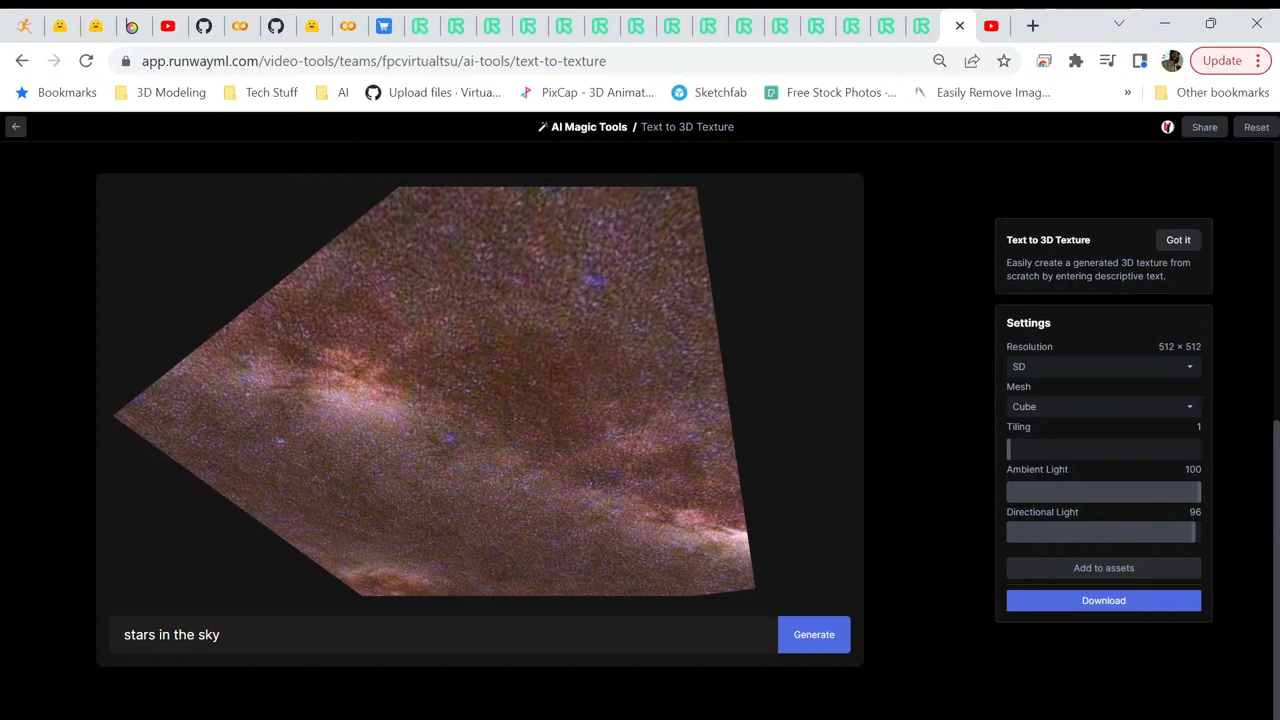 app.runwayml.com/video-tools/teams/fpcvirtualtsu/ai-tools/text-to-texture
Update
Bookmarks
3D Modeling
Tech Stuff
AI
Upload files · Virtua...
PixCap - 3D Animat...
Sketchfab
Free Stock Photos ·...
Easily Remove Imag...
»
Other bookmarks
AI Magic Tools / Text to 3D Texture
Share
Reset
Text to 3D Texture
Got it
Easily create a generated 3D texture from
scratch by entering descriptive text.
Settings
Resolution 512 × 512
SD
Mesh
Cube
Tiling 1
Ambient Light 100
Directional Light 96
Add to assets
Download
stars in the sky
Generate